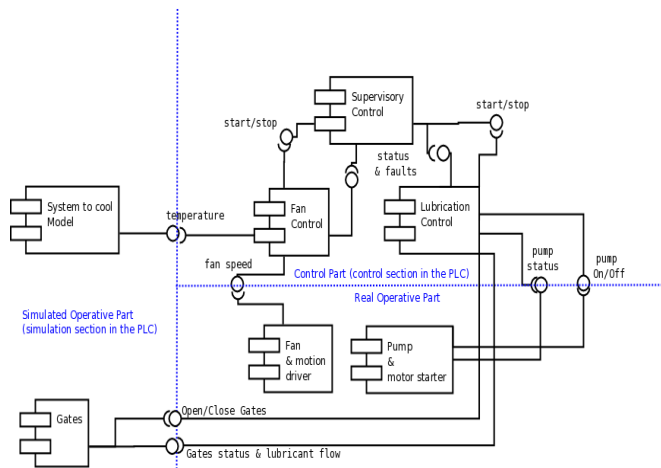 Supervisory
Control
start/stop
start/stop
status
& faults
System to cool
Model
temperature
Fan
Control
Lubrication
Control
fan speed
pump
status
pump
On/Off
Control Part (control section in the PLC)
Real Operative Part
Simulated Operative Part
(simulation section in the PLC)
Fan
& motion
driver
Pump
&
motor starter
Gates
Open/Close Gates
Gates status & lubricant flow